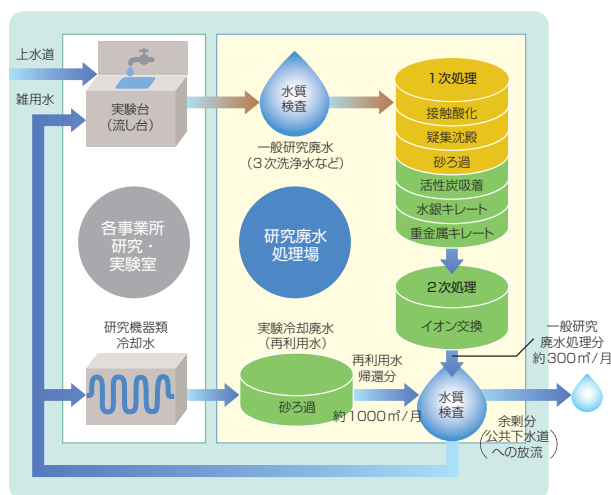 上水道
雑用水
実験台
(流し台)
水質
検査
一般研究廃水
(3次洗浄水など)
1次処理
接触酸化
疑集沈殿
砂ろ過
活性炭吸着
水銀キレート
重金属キレート
各事業所
研究・
実験室
研究廃水
処理場
2次処理
イオン交換
研究機器類
冷却水
実験冷却廃水
(再利用水)
砂ろ過
再利用水
帰還分
約1000㎥/月
水質
検査
一般研究
廃水処理分
約300㎥/月
余剰分
(公共下水道
への放流)